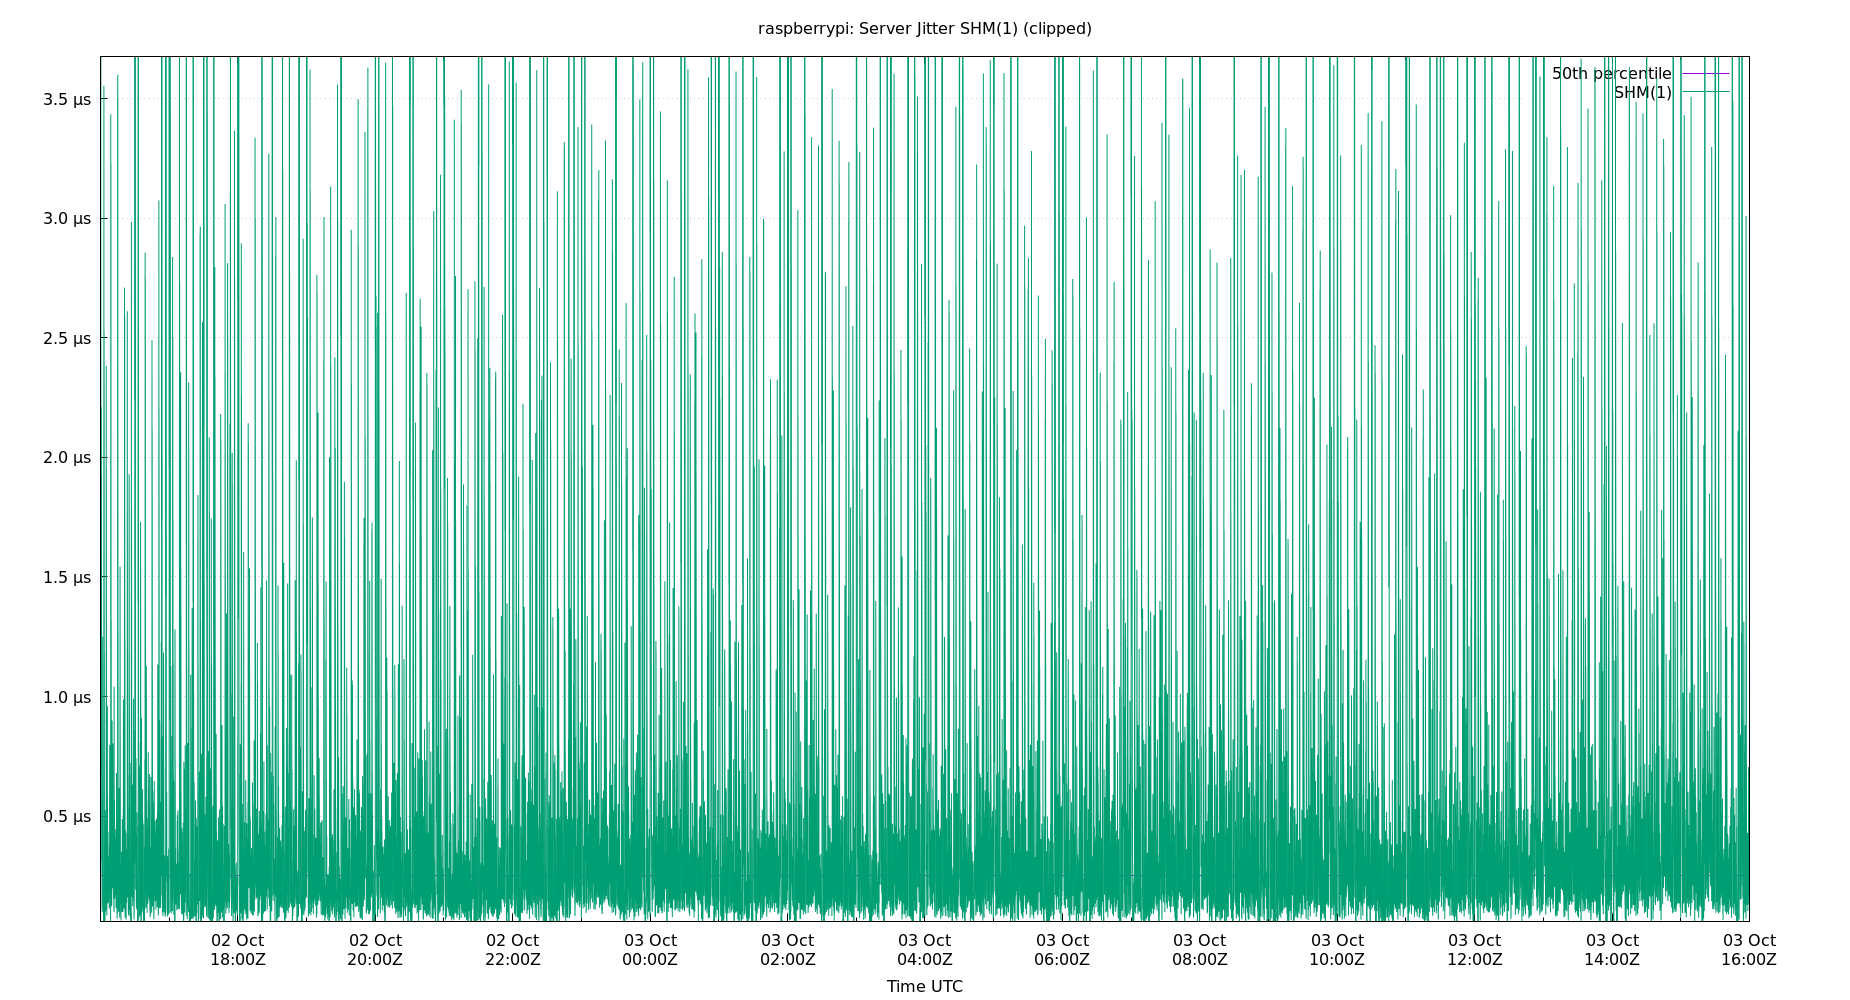 raspberrypi: Server Jitter SHM(1) (clipped)
50th percentile
SHM(1)
3.5 µs
3.0 µs
2.5 µs
2.0 µs
1.5 µs
1.0 µs
0.5 µs
02 Oct 02 Oct 02 Oct 03 Oct 03 Oct 03 Oct 03 Oct 03 Oct 03 Oct 03 Oct 03 Oct 03 Oct
18:00Z 20:00Z 22:00Z 00:00Z 02:00Z 04:00Z 06:00Z 08:00Z 10:00Z 12:00Z 14:00Z 16:00Z
Time UTC